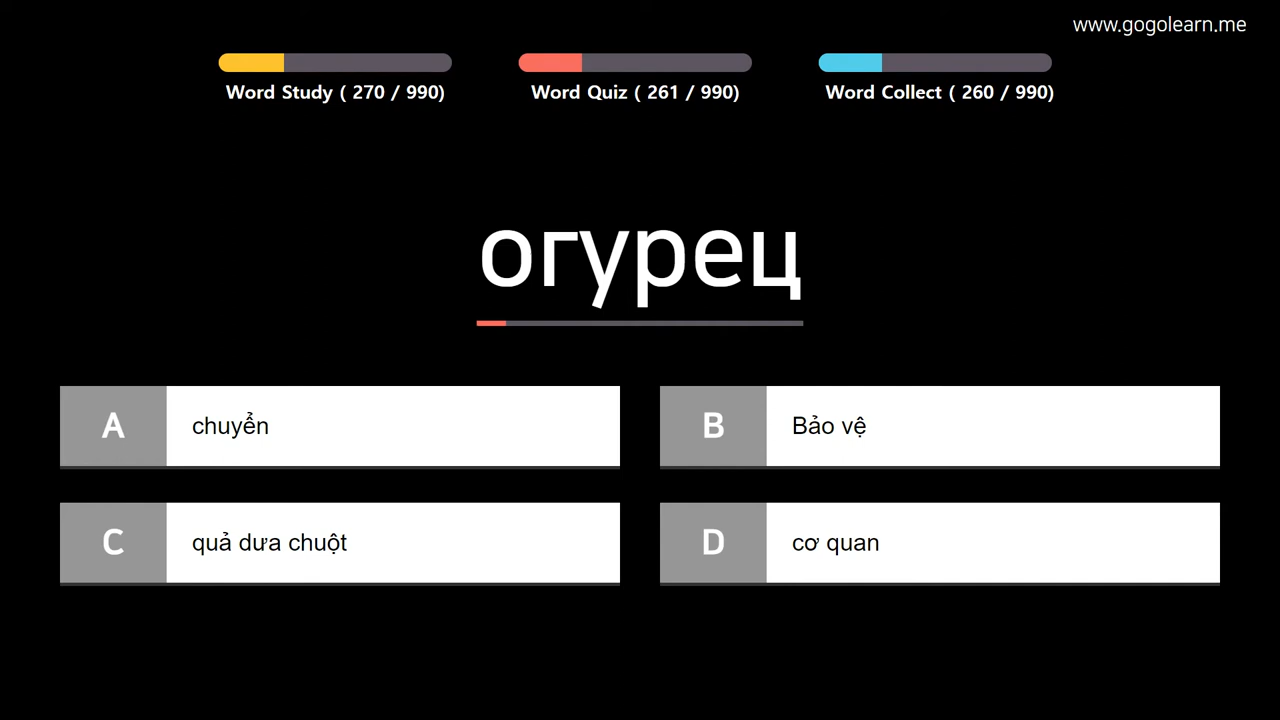 www.gogolearn.me
Word Study ( 270 / 990)
Word Quiz ( 261 / 990)
Word Collect ( 260 / 990)
огурец
A chuyển
B Bảo vệ
C quả dưa chuột
D cơ quan